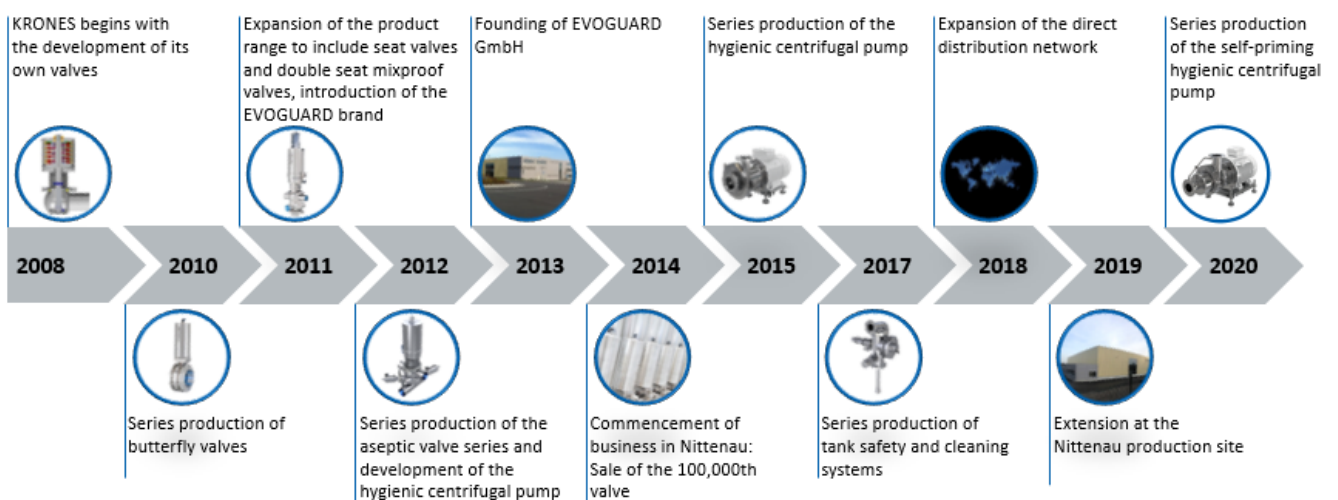 KRONES begins with
the development of its
own valves
Expansion of the product
range to include seat valves
and double seat mixproof
valves, introduction of the
EVOGUARD brand
Founding of EVOGUARD
GmbH
Series production of the
hygienic centrifugal pump
Expansion of the direct
distribution network
Series production
of the self-priming
hygienic centrifugal
pump
2008
2010
2011
2012
2013
2014
2015
2017
2018
2019
2020
Series production of
butterfly valves
Series production of the
aseptic valve series and
development of the
hygienic centrifugal pump
Commencement of
business in Nittenau:
Sale of the 100,000th
valve
Series production of
tank safety and cleaning
systems
Extension at the
Nittenau production site